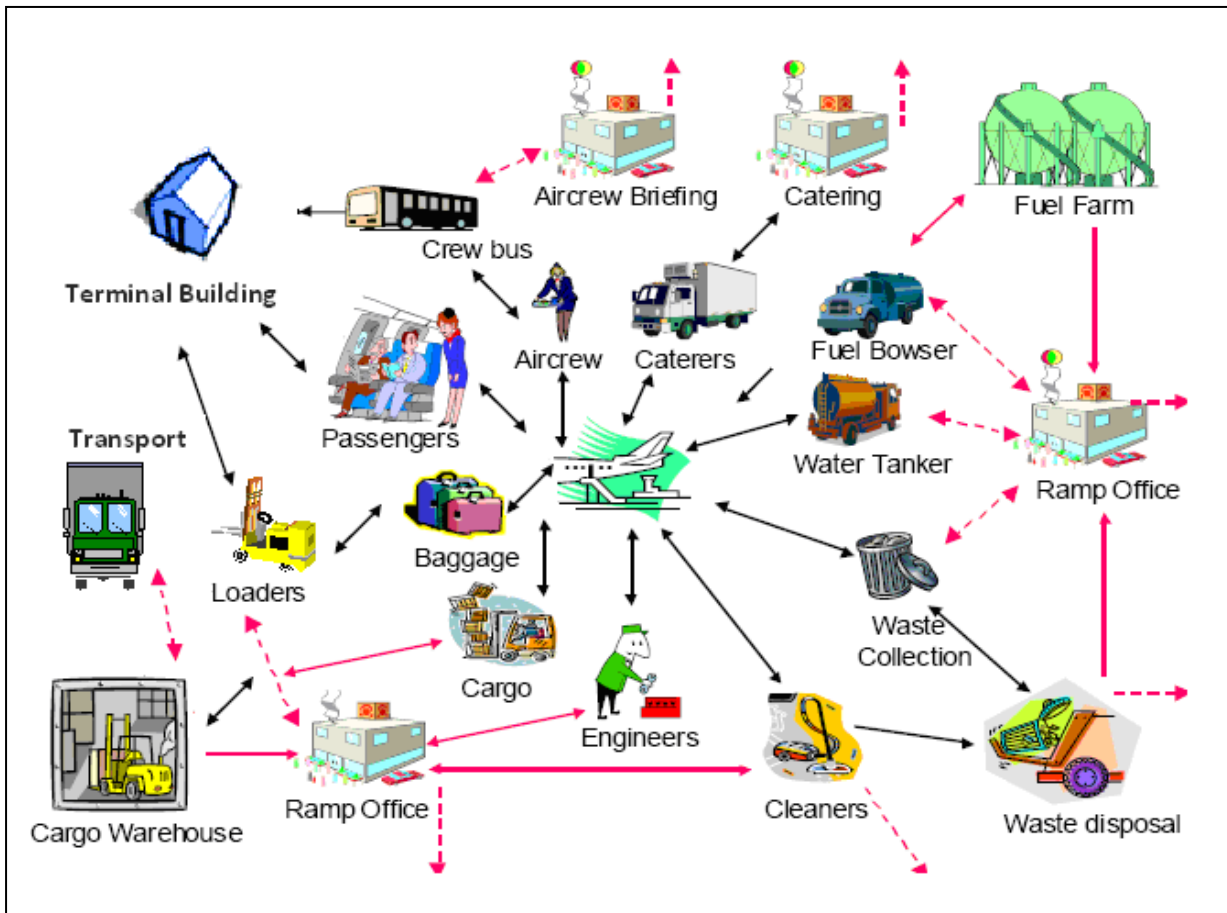 Aircrew Briefing
Catering
Fuel Farm
Crew bus
Terminal Building
Aircrew
Caterers
Fuel Bowser
Passengers
Transport
Water Tanker
Ramp Office
Baggage
Loaders
Waste
Collection
Cargo
Engineers
Ramp Office
Cleaners
Cargo Warehouse
Waste disposal